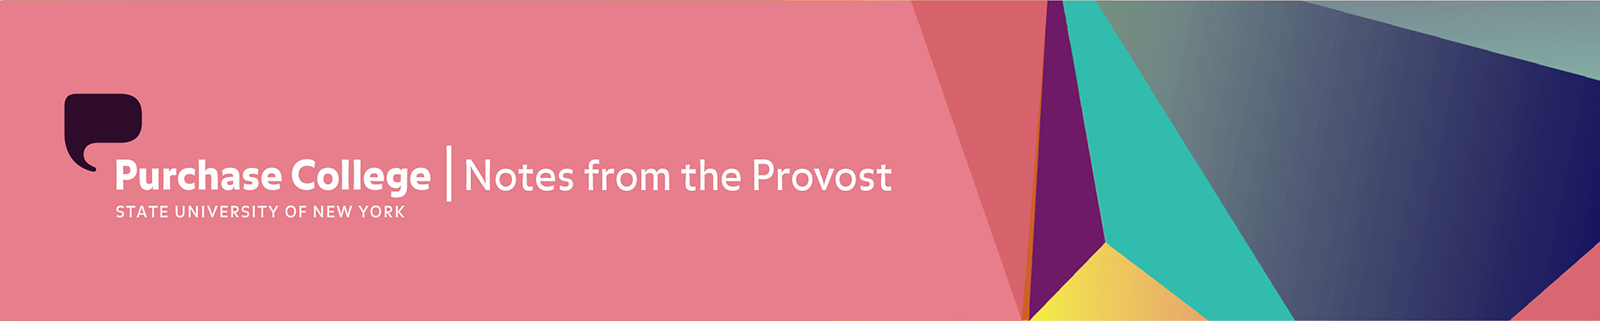 Purchase College | Notes from the Provost
STATE UNIVERSITY OF NEW YORK